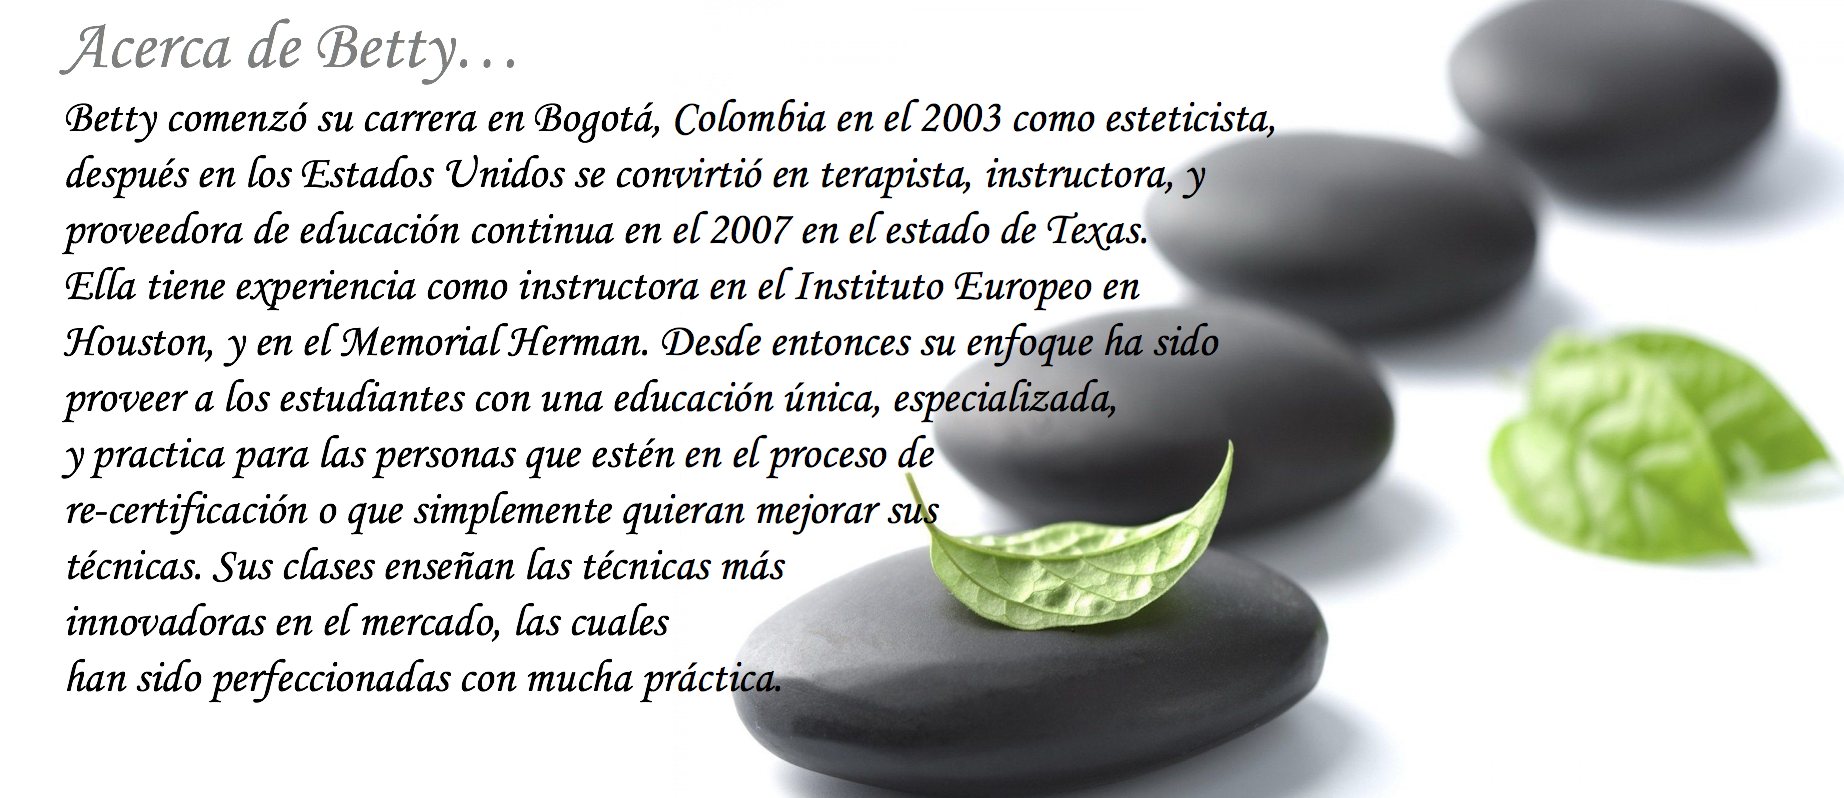 Acerca de Betty…
Betty comenzó su carrera en Bogotá, Colombia en el 2003 como esteticista,
después en los Estados Unidos se convirtió en terapista, instructora, y
proveedora de educación continua en el 2007 en el estado de Texas.
Ella tiene experiencia como instructora en el Instituto Europeo en
Houston, y en el Memorial Herman. Desde entonces su enfoque ha sido
proveer a los estudiantes con una educación única, especializada,
y practica para las personas que estén en el proceso de
re-certificación o que simplemente quieran mejorar sus
técnicas. Sus clases enseñan las técnicas más
innovadoras en el mercado, las cuales
han sido perfeccionadas con mucha práctica.